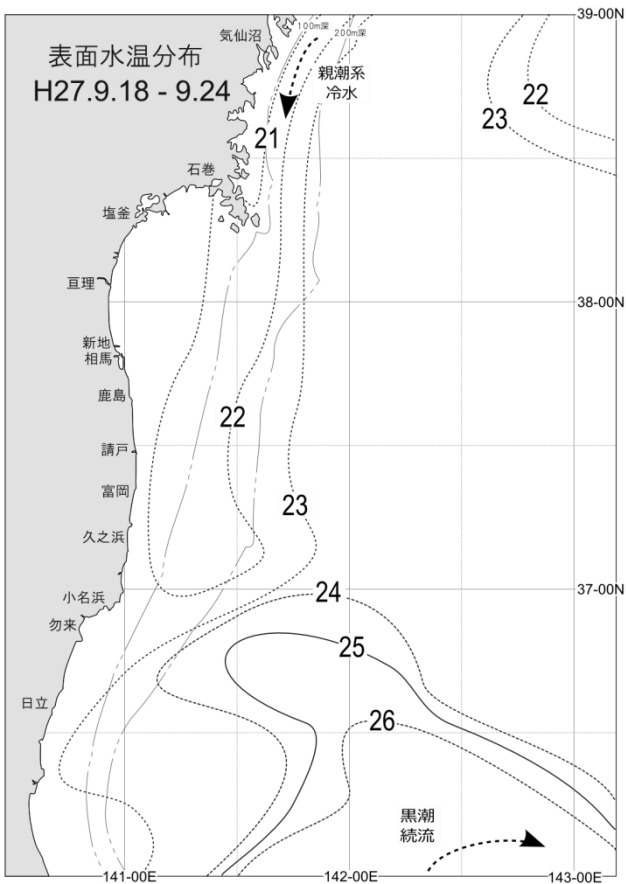 表面水温分布
H27.9.18 - 9.24
気仙沼
100m深
200m深
39-00N
親潮系
冷水
21
22
23
石巻
塩釜
亘理
38-00N
新地
相馬
鹿島
22
請戸
富岡
23
久之浜
37-00N
小名浜
24
勿来
25
日立
26
黒潮
続流
141-00E
142-00E
143-00E